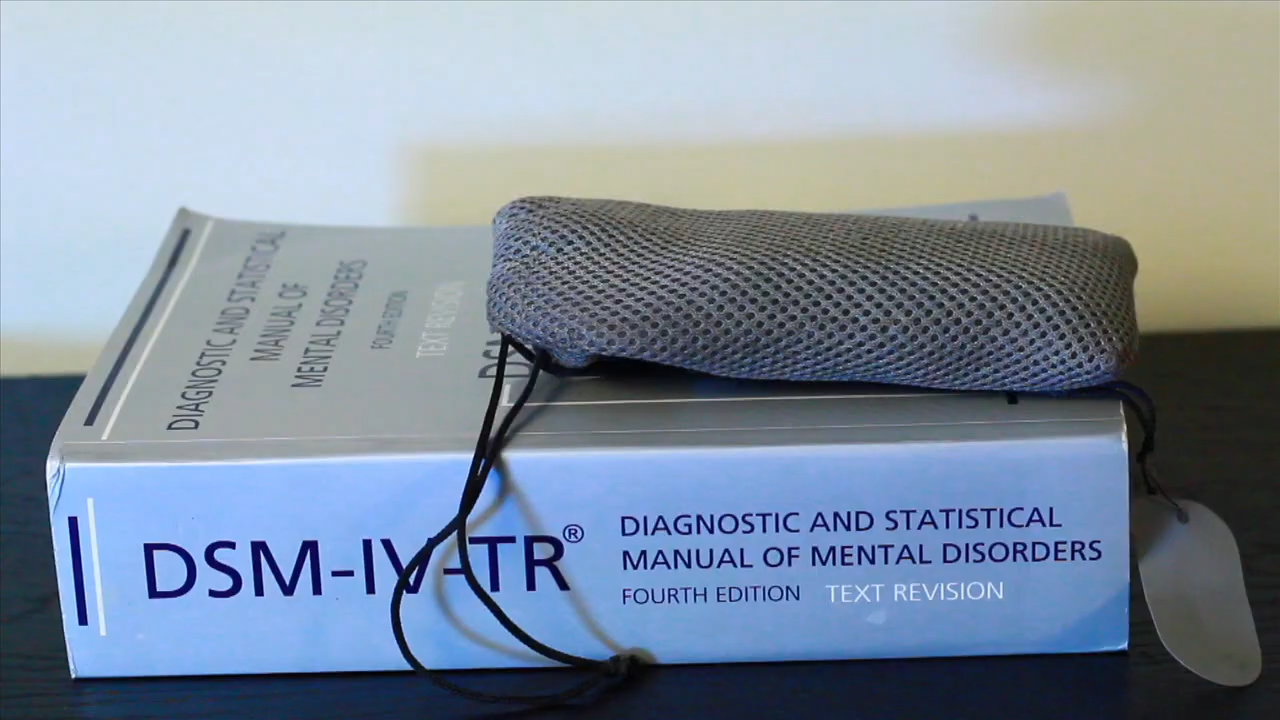 DIAGNOSTIC AND STATISTICAL
MANUAL OF
MENTAL DISORDERS
FOURTH EDITION
TEXT REVISION
DSM-IV-TR®
DIAGNOSTIC AND STATISTICAL
MANUAL OF MENTAL DISORDERS
FOURTH EDITION TEXT REVISION